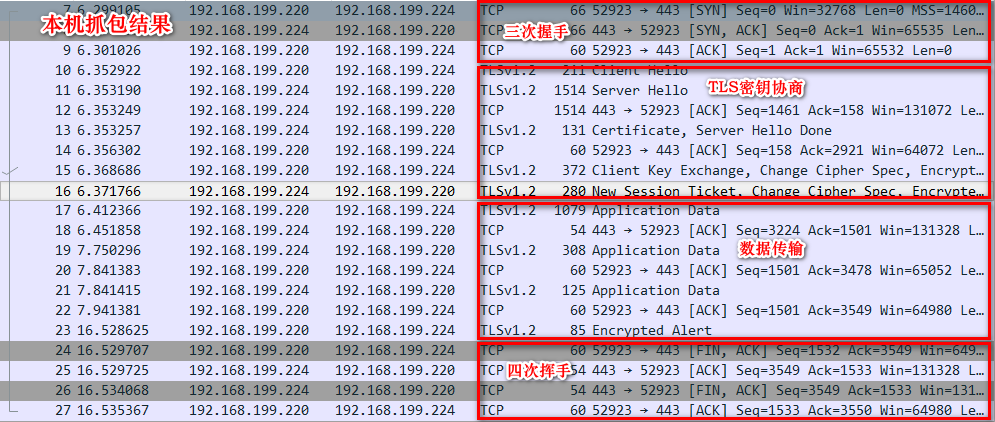 本机抓包结果
7 6.299105 192.168.199.220 192.168.199.224 TCP 66 52923 → 443 [SYN] Seq=0 Win=32768 Len=0 MSS=1460…
192.168.199.224 192.168.199.220 TCP 66 443 → 52923 [SYN, ACK] Seq=0 Ack=1 Win=65535 Len…
三次握手
9 6.301026 192.168.199.220 192.168.199.224 TCP 60 52923 → 443 [ACK] Seq=1 Ack=1 Win=65532 Len=0
10 6.352922 192.168.199.220 192.168.199.224 TLSv1.2 211 Client Hello
11 6.353190 192.168.199.224 192.168.199.220 TLSv1.2 1514 Server Hello
TLS密钥协商
12 6.353249 192.168.199.224 192.168.199.220 TCP 1514 443 → 52923 [ACK] Seq=1461 Ack=158 Win=131072 Le…
13 6.353257 192.168.199.224 192.168.199.220 TLSv1.2 131 Certificate, Server Hello Done
14 6.356302 192.168.199.220 192.168.199.224 TCP 60 52923 → 443 [ACK] Seq=158 Ack=2921 Win=64072 Len…
15 6.368686 192.168.199.220 192.168.199.224 TLSv1.2 372 Client Key Exchange, Change Cipher Spec, Encrypt…
16 6.371766 192.168.199.224 192.168.199.220 TLSv1.2 280 New Session Ticket, Change Cipher Spec, Encrypte…
17 6.412366 192.168.199.220 192.168.199.224 TLSv1.2 1079 Application Data
18 6.451858 192.168.199.224 192.168.199.220 TCP 54 443 → 52923 [ACK] Seq=3224 Ack=1501 Win=131328 L…
19 7.750296 192.168.199.224 192.168.199.220 TLSv1.2 308 Application Data
数据传输
20 7.841383 192.168.199.220 192.168.199.224 TCP 60 52923 → 443 [ACK] Seq=1501 Ack=3478 Win=65052 Le…
21 7.841415 192.168.199.224 192.168.199.220 TLSv1.2 125 Application Data
22 7.941381 192.168.199.220 192.168.199.224 TCP 60 52923 → 443 [ACK] Seq=1501 Ack=3549 Win=64980 Le…
23 16.528625 192.168.199.220 192.168.199.224 TLSv1.2 85 Encrypted Alert
24 16.529707 192.168.199.220 192.168.199.224 TCP 60 52923 → 443 [FIN, ACK] Seq=1532 Ack=3549 Win=649…
25 16.529725 192.168.199.224 192.168.199.220 TCP 54 443 → 52923 [ACK] Seq=3549 Ack=1533 Win=131328 L…
四次挥手
26 16.534068 192.168.199.224 192.168.199.220 TCP 54 443 → 52923 [FIN, ACK] Seq=3549 Ack=1533 Win=131…
27 16.535367 192.168.199.220 192.168.199.224 TCP 60 52923 → 443 [ACK] Seq=1533 Ack=3550 Win=64980 Le…